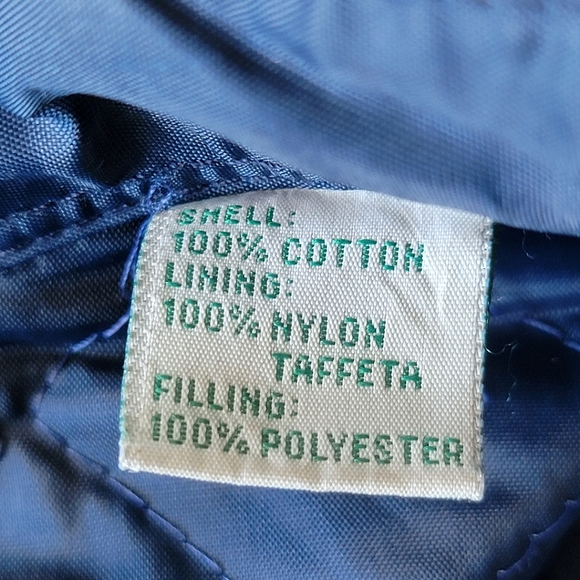 SHELL:
100% COTTON
LINING:
100% NYLON
TAFFETA
FILLING:
100% POLYESTER